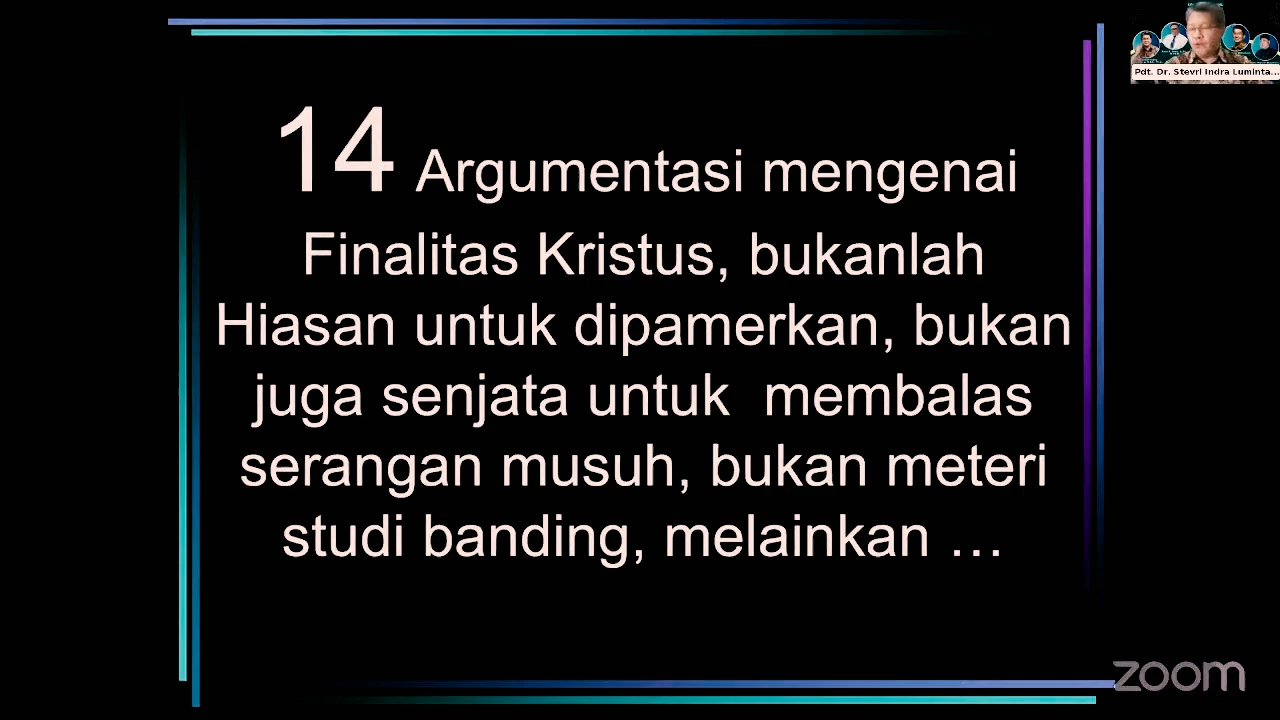 Pdt. Dr. Stevri Indra Luminta...
14 Argumentasi mengenai
Finalitas Kristus, bukanlah
Hiasan untuk dipamerkan, bukan
juga senjata untuk membalas
serangan musuh, bukan meteri
studi banding, melainkan ...
zoom